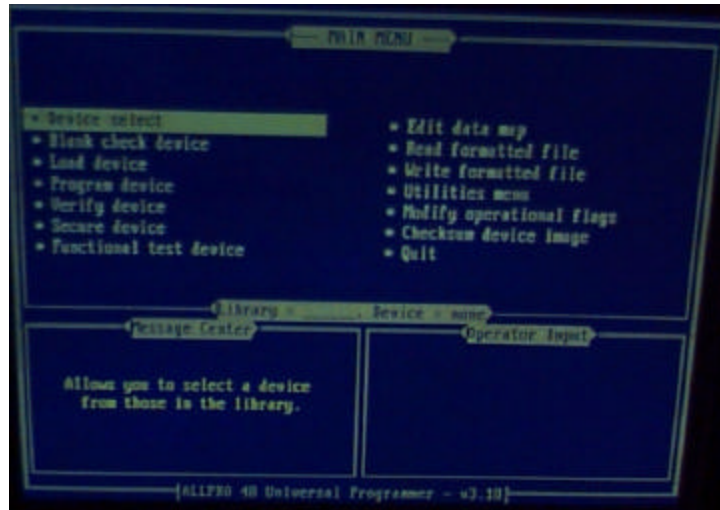 MAIN MENU
* Device select
* Blank check device
* Load device
* Program device
* Verify device
* Secure device
* Functional test device
* Edit data map
* Read formatted file
* Write formatted file
* Utilities menu
* Modify operational flags
* Checksum device image
* Quit
Library = ______, Device = none
Message Center
Allows you to select a device
from those in the library.
Operator Input
ALLPRO 40 Universal Programmer - v3.10